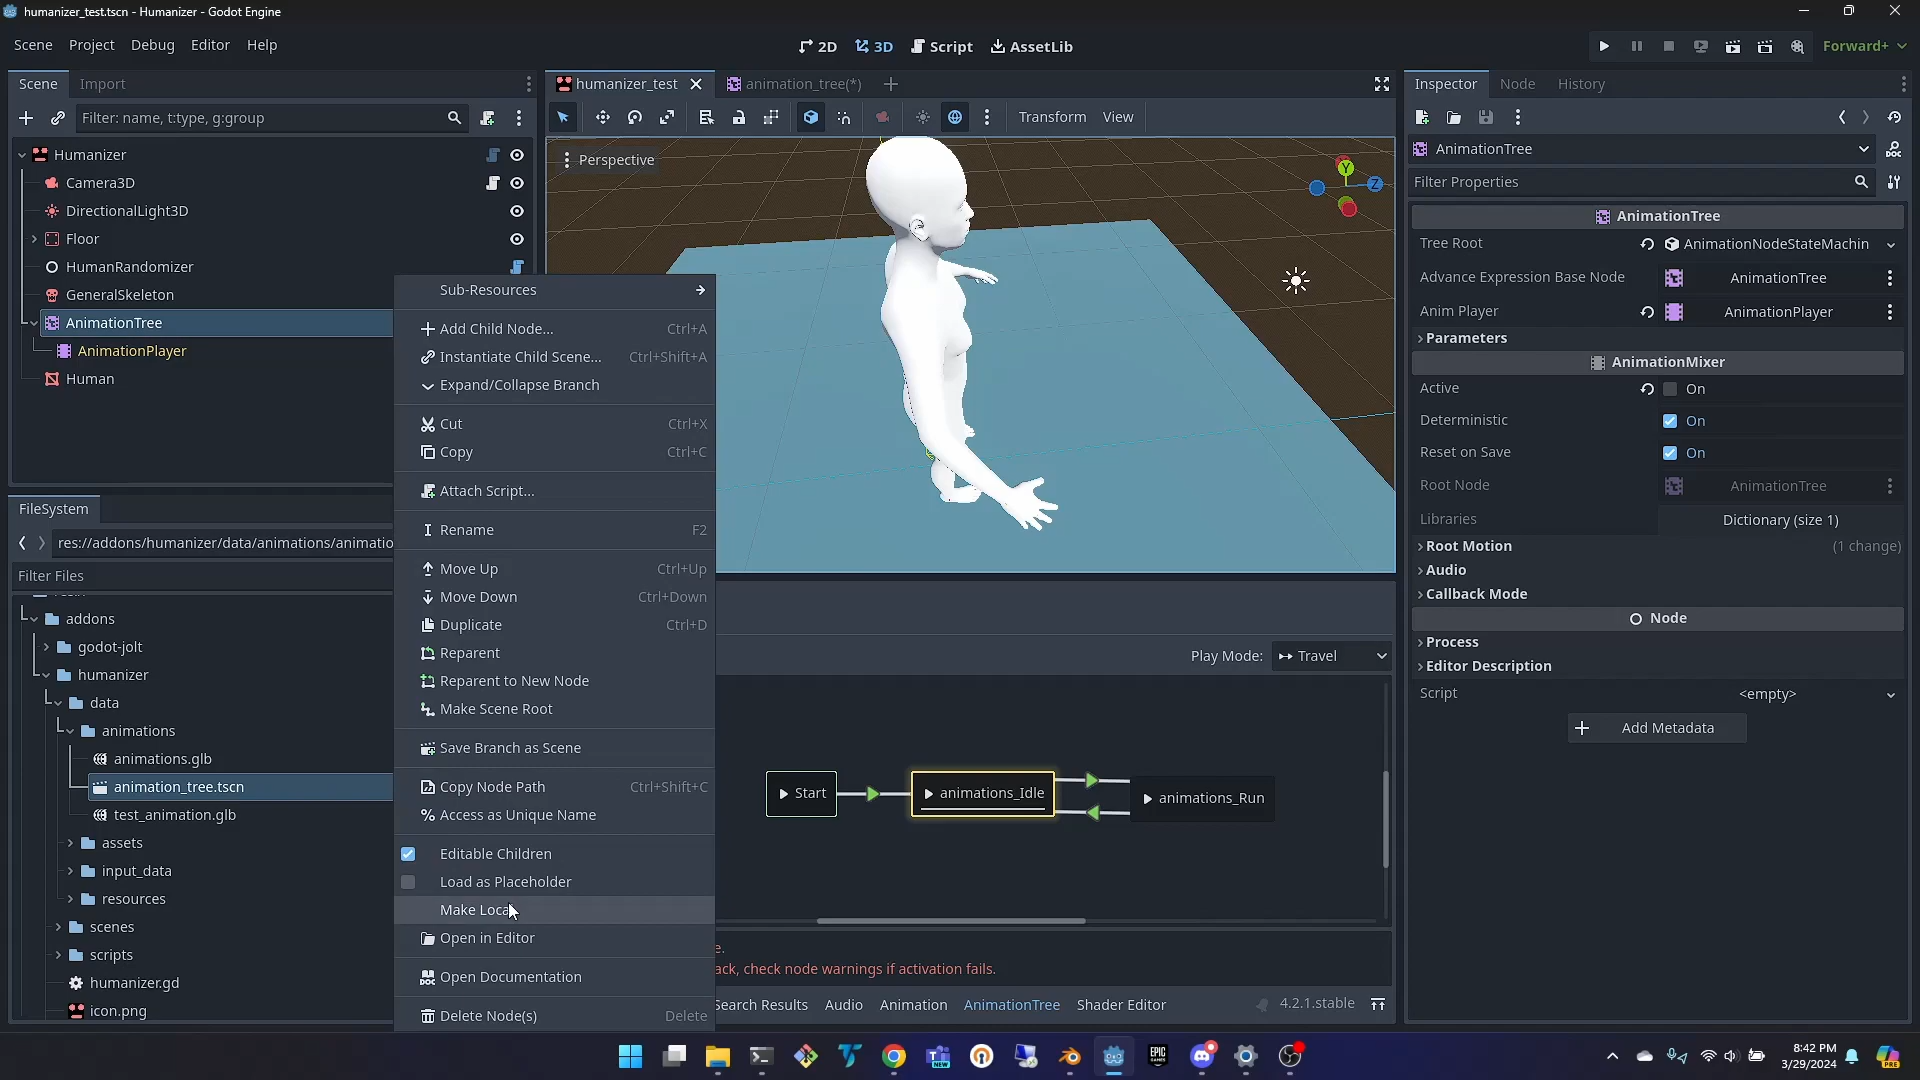 humanizer_test.tscn - Humanizer - Godot Engine
Scene Project Debug Editor Help
2D 3D Script AssetLib
Forward+
Scene Import
humanizer_test
animation_tree(*)
Inspector Node History
Filter: name, t:type, g:group
Transform View
AnimationTree
Filter Properties
Humanizer
Camera3D
DirectionalLight3D
Floor
HumanRandomizer
GeneralSkeleton
AnimationTree
AnimationPlayer
Human
Perspective
Y
Z
AnimationTree
Tree Root AnimationNodeStateMachin
Advance Expression Base Node AnimationTree
Anim Player AnimationPlayer
Parameters
AnimationMixer
Active On
Deterministic On
Reset on Save On
Root Node AnimationTree
Libraries Dictionary (size 1)
Root Motion (1 change)
Audio
Callback Mode
Node
Process
Editor Description
Script <empty>
Add Metadata
Sub-Resources
Add Child Node... Ctrl+A
Instantiate Child Scene... Ctrl+Shift+A
Expand/Collapse Branch
Cut Ctrl+X
Copy Ctrl+C
Attach Script...
Rename F2
Move Up Ctrl+Up
Move Down Ctrl+Down
Duplicate Ctrl+D
Reparent
Reparent to New Node
Make Scene Root
Save Branch as Scene
Copy Node Path Ctrl+Shift+C
Access as Unique Name
Editable Children
Load as Placeholder
Make Loca
Open in Editor
Open Documentation
Delete Node(s) Delete
FileSystem
res://addons/humanizer/data/animations/animatio
Filter Files
addons
godot-jolt
humanizer
data
animations
animations.glb
animation_tree.tscn
test_animation.glb
assets
input_data
resources
scenes
scripts
humanizer.gd
icon.png
Play Mode: Travel
Start
animations_Idle
animations_Run
e.
ack, check node warnings if activation fails.
Search Results Audio Animation AnimationTree Shader Editor
4.2.1.stable
NEW
EPIC GAMES
8:42 PM
3/29/2024
PRE